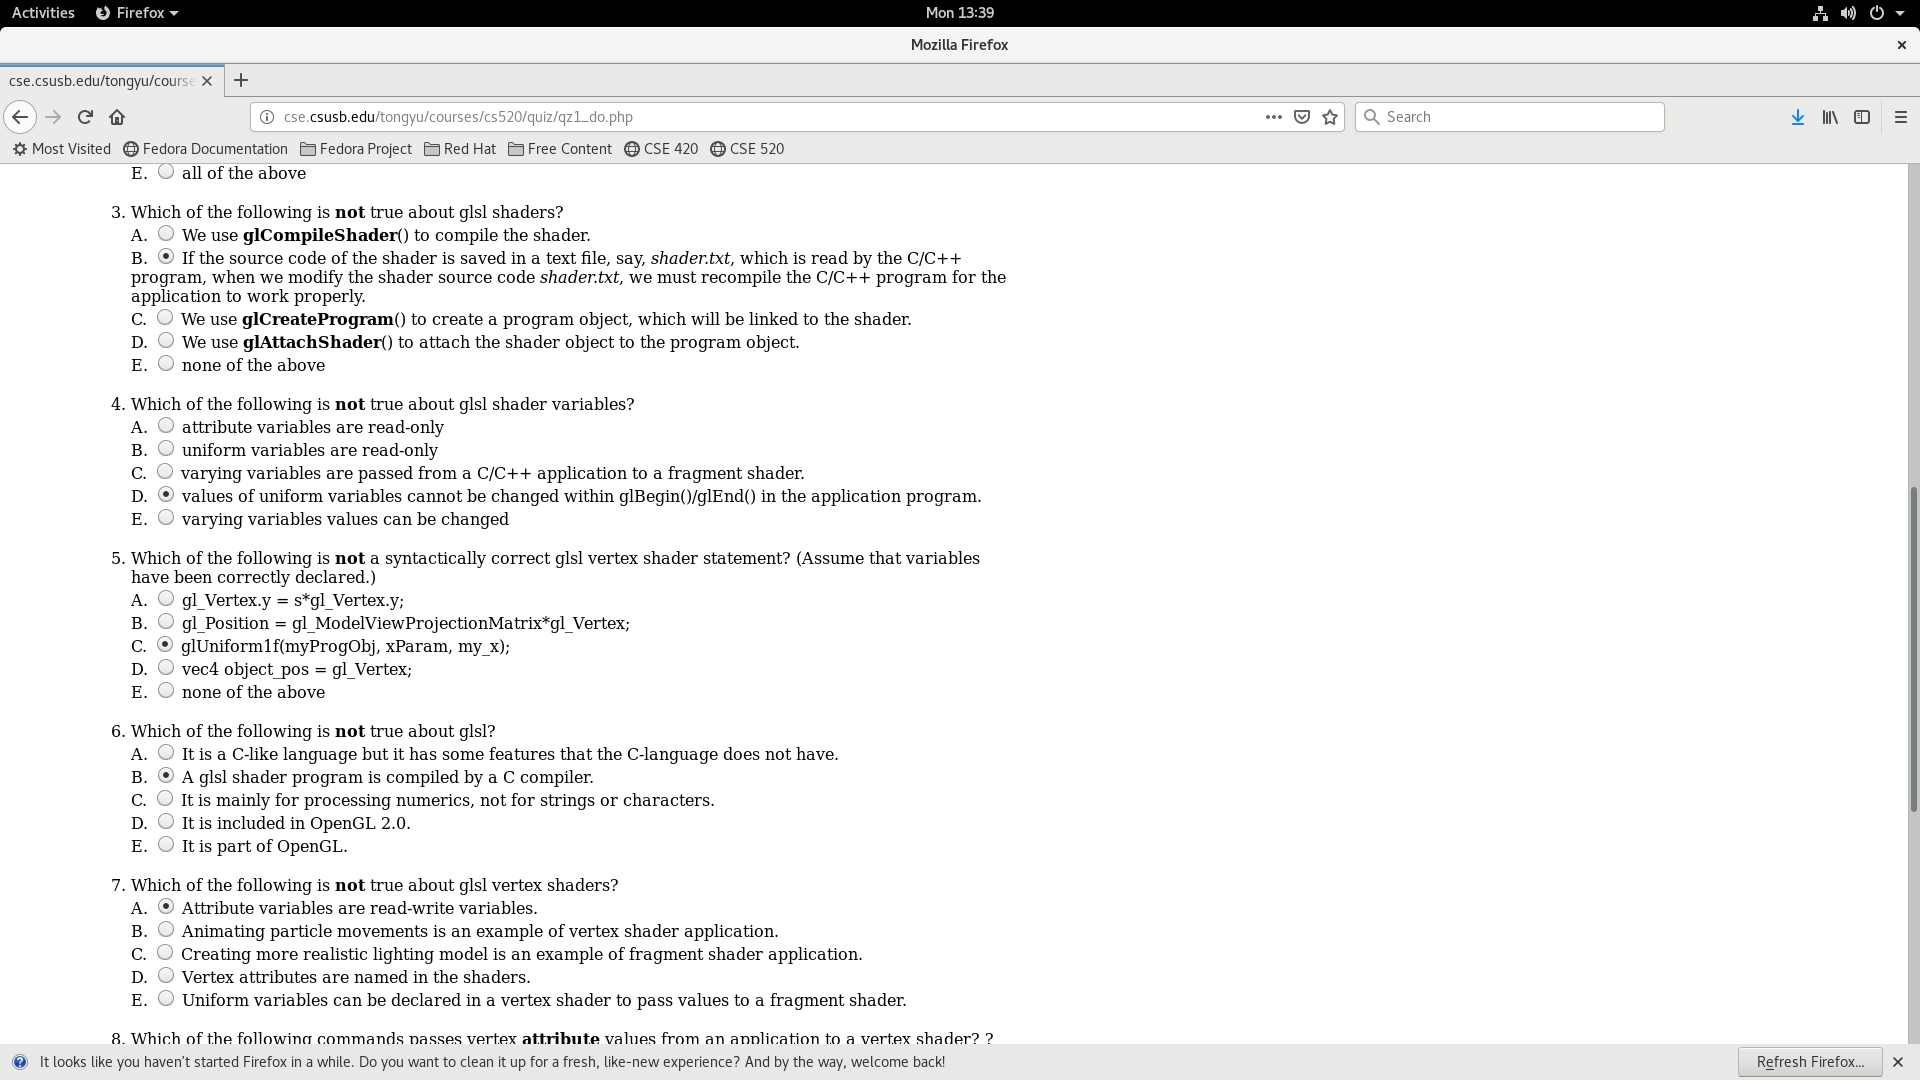 Activities Firefox Mon 13:39
Mozilla Firefox
cse.csusb.edu/tongyu/course
cse.csusb.edu/tongyu/courses/cs520/quiz/qz1_do.php Search
Most Visited Fedora Documentation Fedora Project Red Hat Free Content CSE 420 CSE 520
E. all of the above
3. Which of the following is not true about glsl shaders?
A. We use glCompileShader() to compile the shader.
B. If the source code of the shader is saved in a text file, say, shader.txt, which is read by the C/C++
program, when we modify the shader source code shader.txt, we must recompile the C/C++ program for the
application to work properly.
C. We use glCreateProgram() to create a program object, which will be linked to the shader.
D. We use glAttachShader() to attach the shader object to the program object.
E. none of the above
4. Which of the following is not true about glsl shader variables?
A. attribute variables are read-only
B. uniform variables are read-only
C. varying variables are passed from a C/C++ application to a fragment shader.
D. values of uniform variables cannot be changed within glBegin()/glEnd() in the application program.
E. varying variables values can be changed
5. Which of the following is not a syntactically correct glsl vertex shader statement? (Assume that variables
have been correctly declared.)
A. gl_Vertex.y = s*gl_Vertex.y;
B. gl_Position = gl_ModelViewProjectionMatrix*gl_Vertex;
C. glUniform1f(myProgObj, xParam, my_x);
D. vec4 object_pos = gl_Vertex;
E. none of the above
6. Which of the following is not true about glsl?
A. It is a C-like language but it has some features that the C-language does not have.
B. A glsl shader program is compiled by a C compiler.
C. It is mainly for processing numerics, not for strings or characters.
D. It is included in OpenGL 2.0.
E. It is part of OpenGL.
7. Which of the following is not true about glsl vertex shaders?
A. Attribute variables are read-write variables.
B. Animating particle movements is an example of vertex shader application.
C. Creating more realistic lighting model is an example of fragment shader application.
D. Vertex attributes are named in the shaders.
E. Uniform variables can be declared in a vertex shader to pass values to a fragment shader.
8. Which of the following commands passes vertex attribute values from an application to a vertex shader? ?
It looks like you haven't started Firefox in a while. Do you want to clean it up for a fresh, like-new experience? And by the way, welcome back! Refresh Firefox...